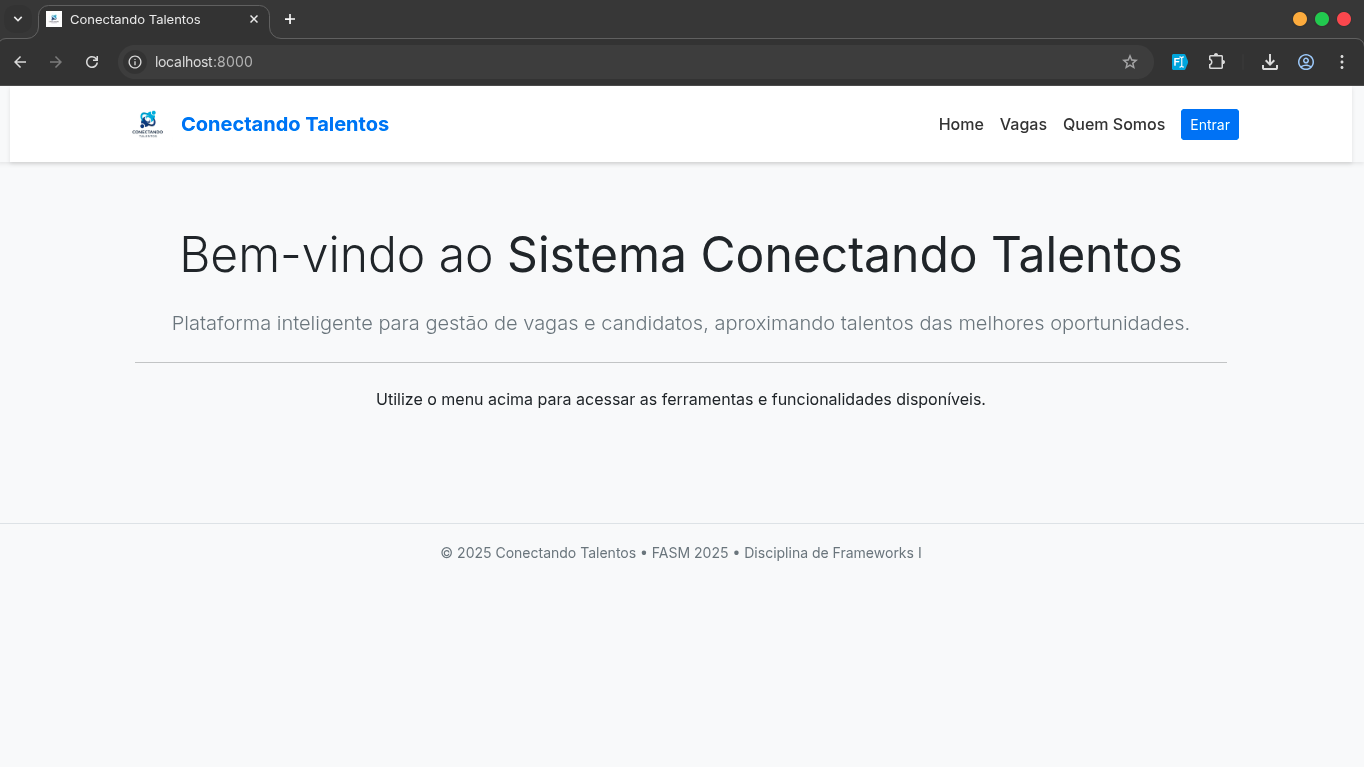 Conectando Talentos
localhost:8000
CONECTANDO
TALENTOS
Conectando Talentos
Home Vagas Quem Somos Entrar
Bem-vindo ao Sistema Conectando Talentos
Plataforma inteligente para gestão de vagas e candidatos, aproximando talentos das melhores oportunidades.
Utilize o menu acima para acessar as ferramentas e funcionalidades disponíveis.
© 2025 Conectando Talentos • FASM 2025 • Disciplina de Frameworks I